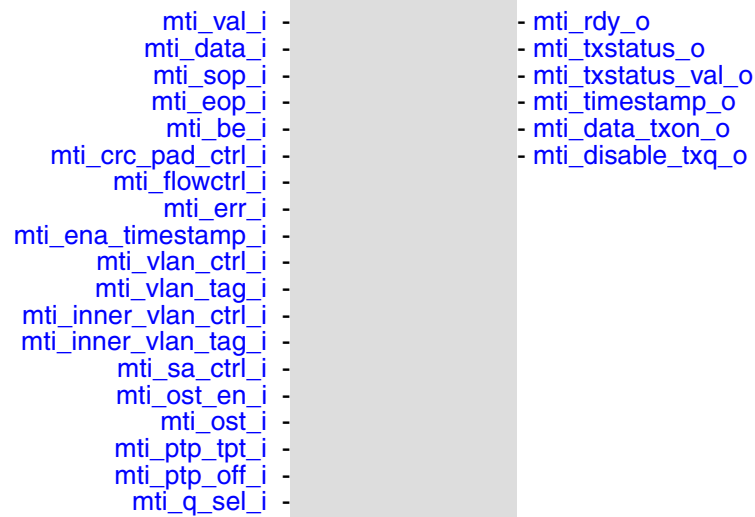 mti_val_i - - mti_rdy_o
mti_data_i - - mti_txstatus_o
mti_sop_i - - mti_txstatus_val_o
mti_eop_i - - mti_timestamp_o
mti_be_i - - mti_data_txon_o
mti_crc_pad_ctrl_i - - mti_disable_txq_o
mti_flowctrl_i -
mti_err_i -
mti_ena_timestamp_i -
mti_vlan_ctrl_i -
mti_vlan_tag_i -
mti_inner_vlan_ctrl_i -
mti_inner_vlan_tag_i -
mti_sa_ctrl_i -
mti_ost_en_i -
mti_ost_i -
mti_ptp_tpt_i -
mti_ptp_off_i -
mti_q_sel_i -